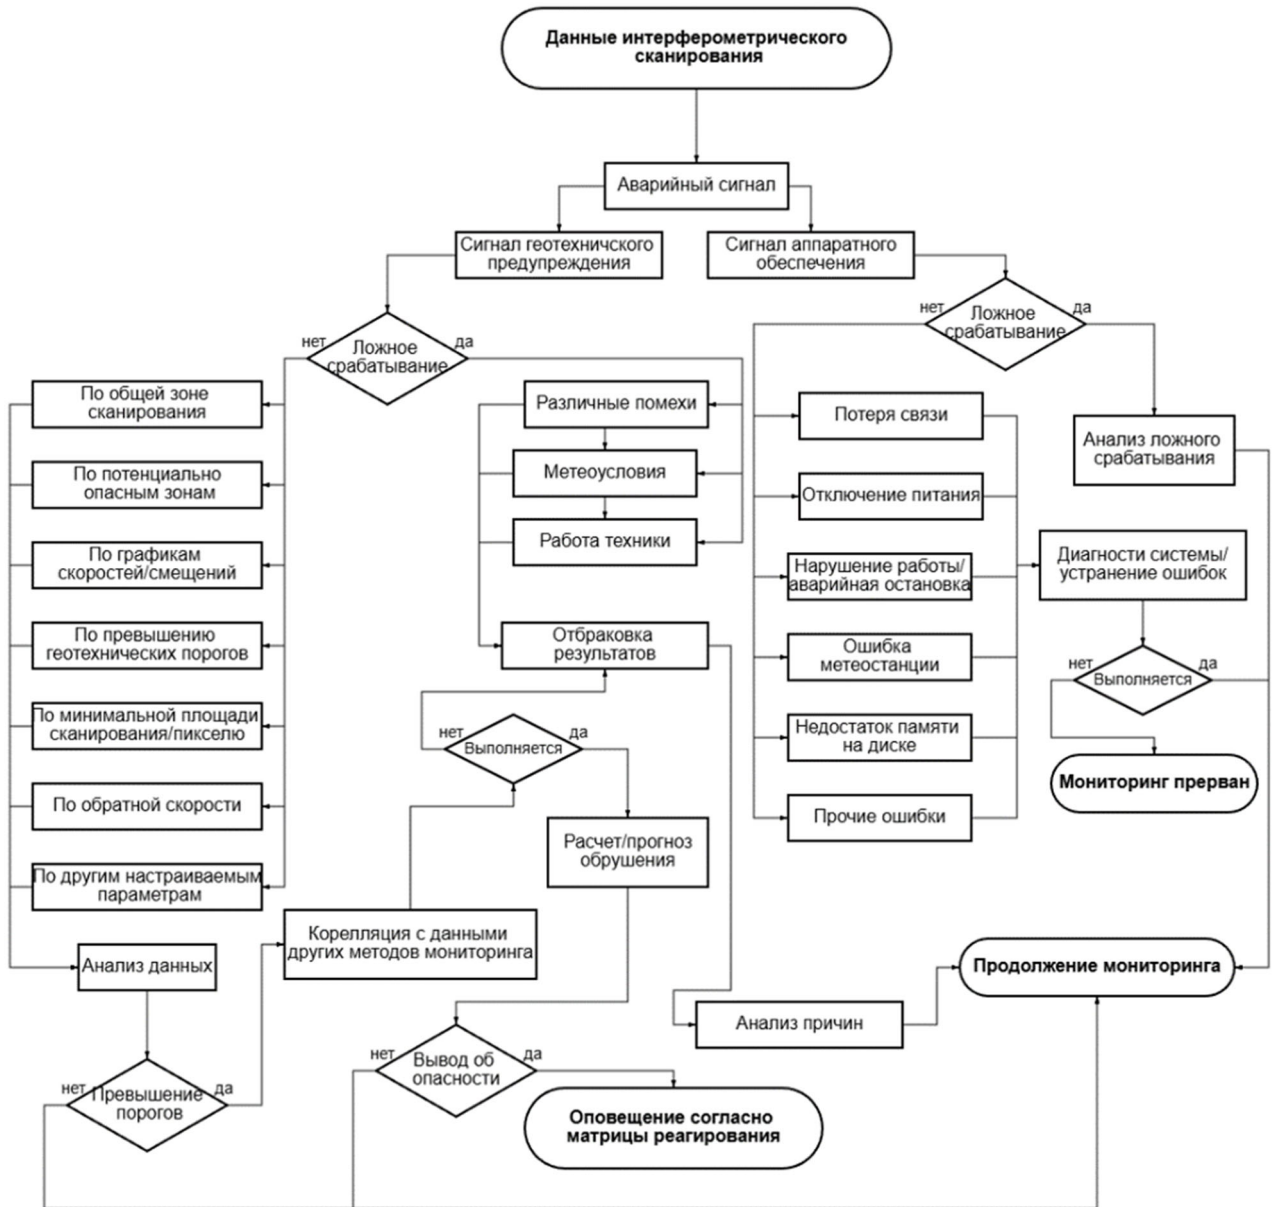 Данные интерферометрического
сканирования
Аварийный сигнал
Сигнал геотехничского
предупреждения
Сигнал аппаратного
обеспечения
нет
Ложное
срабатывание
да
нет
Ложное
срабатывание
да
По общей зоне
сканирования
По потенциально
опасным зонам
По графикам
скоростей/смещений
По превышению
геотехнических порогов
По минимальной площади
сканирования/пикселю
По обратной скорости
По другим настраиваемым
параметрам
Анализ данных
нет
Превышение
порогов
да
Различные помехи
Метеоусловия
Работа техники
Отбраковка
результатов
нет
Выполняется
да
Расчет/прогноз
обрушения
Корелляция с данными
других методов мониторинга
нет
Вывод об
опасности
да
Оповещение согласно
матрицы реагирования
Анализ причин
Потеря связи
Отключение питания
Нарушение работы/
аварийная остановка
Ошибка
метеостанции
Недостаток памяти
на диске
Прочие ошибки
Анализ ложного
срабатывания
Диагности системы/
устранение ошибок
нет
Выполняется
да
Мониторинг прерван
Продолжение мониторинга